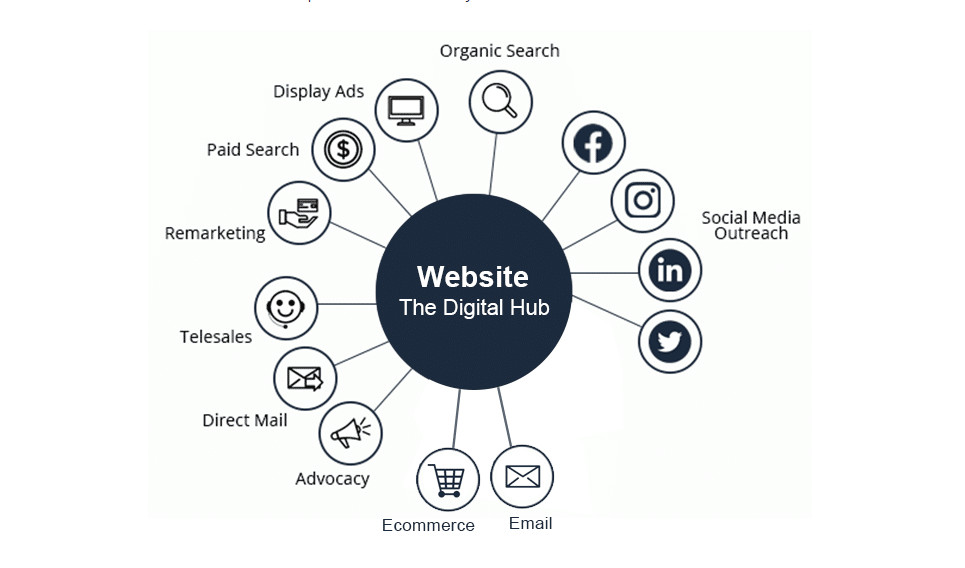 Organic Search
Display Ads
Paid Search
Remarketing
Social Media
Outreach
Website
The Digital Hub
in
Telesales
Direct Mail
Advocacy
Ecommerce
Email